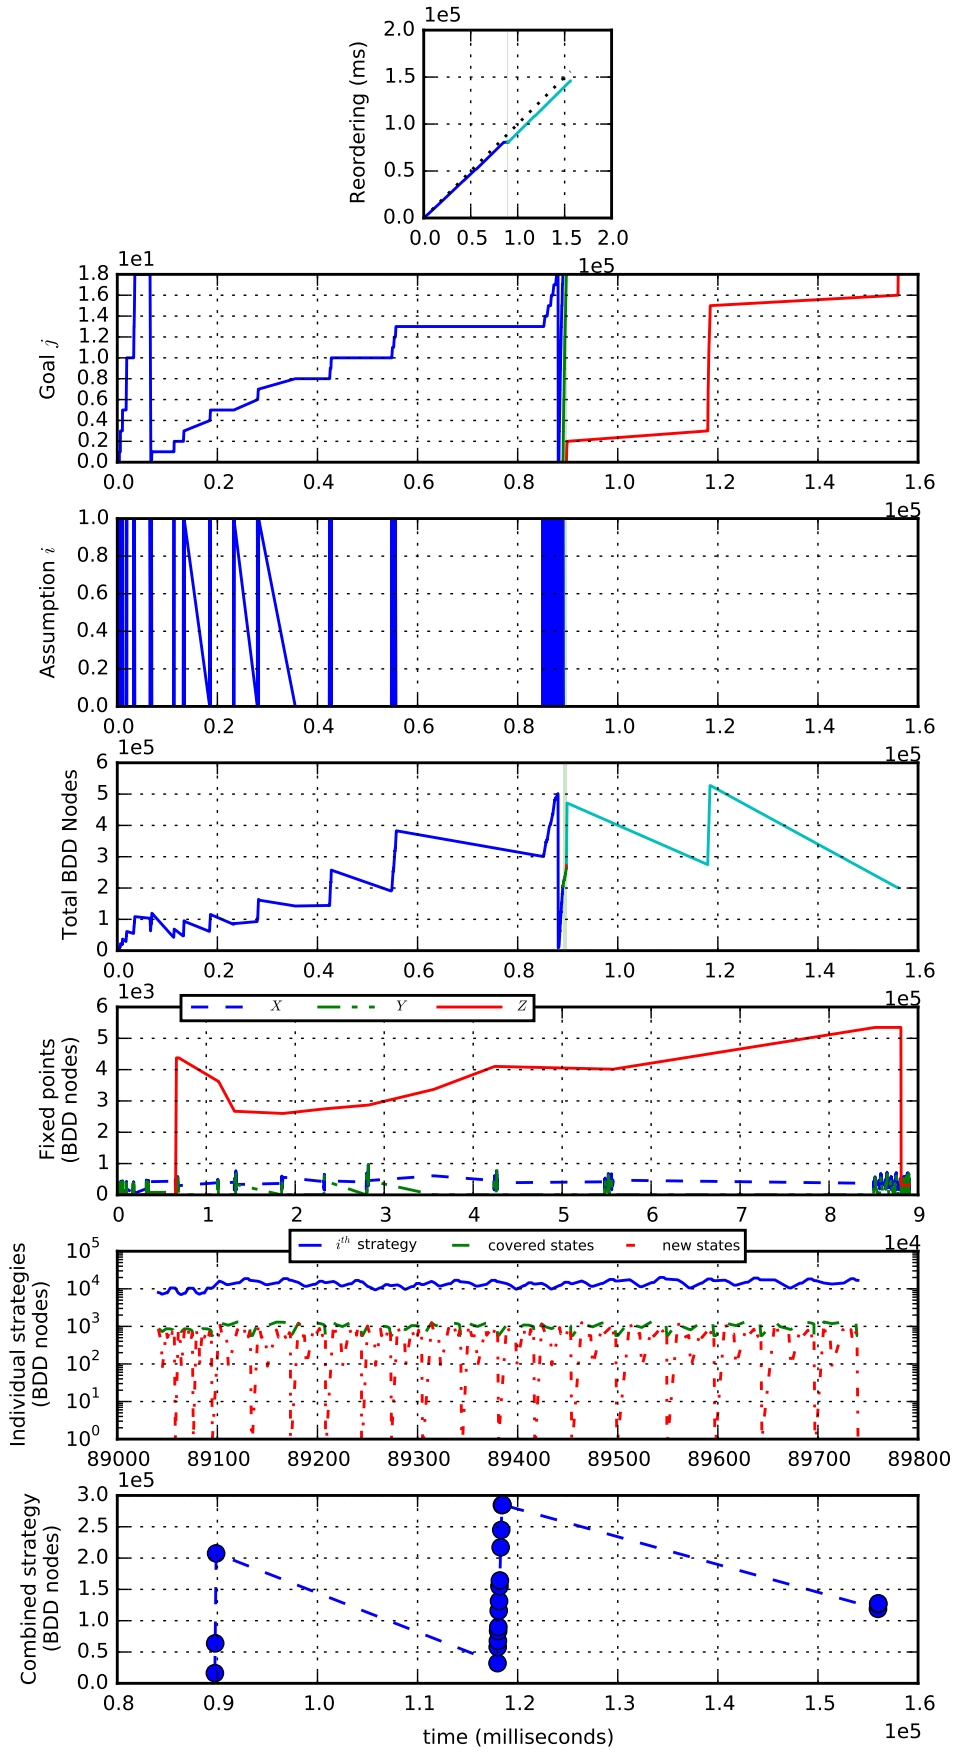 1e5
Reordering (ms)
2.0
1.5
1.0
0.5
0.0
0.0 0.5 1.0 1.5 2.0
1e5
1e1
Goal j
1.8
1.6
1.4
1.2
1.0
0.8
0.6
0.4
0.2
0.0
0.0 0.2 0.4 0.6 0.8 1.0 1.2 1.4 1.6
1e5
Assumption i
1.0
0.8
0.6
0.4
0.2
0.0
0.0 0.2 0.4 0.6 0.8 1.0 1.2 1.4 1.6
1e5
1e5
Total BDD Nodes
6
5
4
3
2
1
0
0.0 0.2 0.4 0.6 0.8 1.0 1.2 1.4 1.6
1e5
1e3
X Y Z
Fixed points
(BDD nodes)
6
5
4
3
2
1
0
0 1 2 3 4 5 6 7 8 9
1e4
i^th strategy covered states new states
Individual strategies
(BDD nodes)
10^5
10^4
10^3
10^2
10^1
10^0
89000 89100 89200 89300 89400 89500 89600 89700 89800
1e5
Combined strategy
(BDD nodes)
3.0
2.5
2.0
1.5
1.0
0.5
0.0
0.8 0.9 1.0 1.1 1.2 1.3 1.4 1.5 1.6
time (milliseconds)
1e5